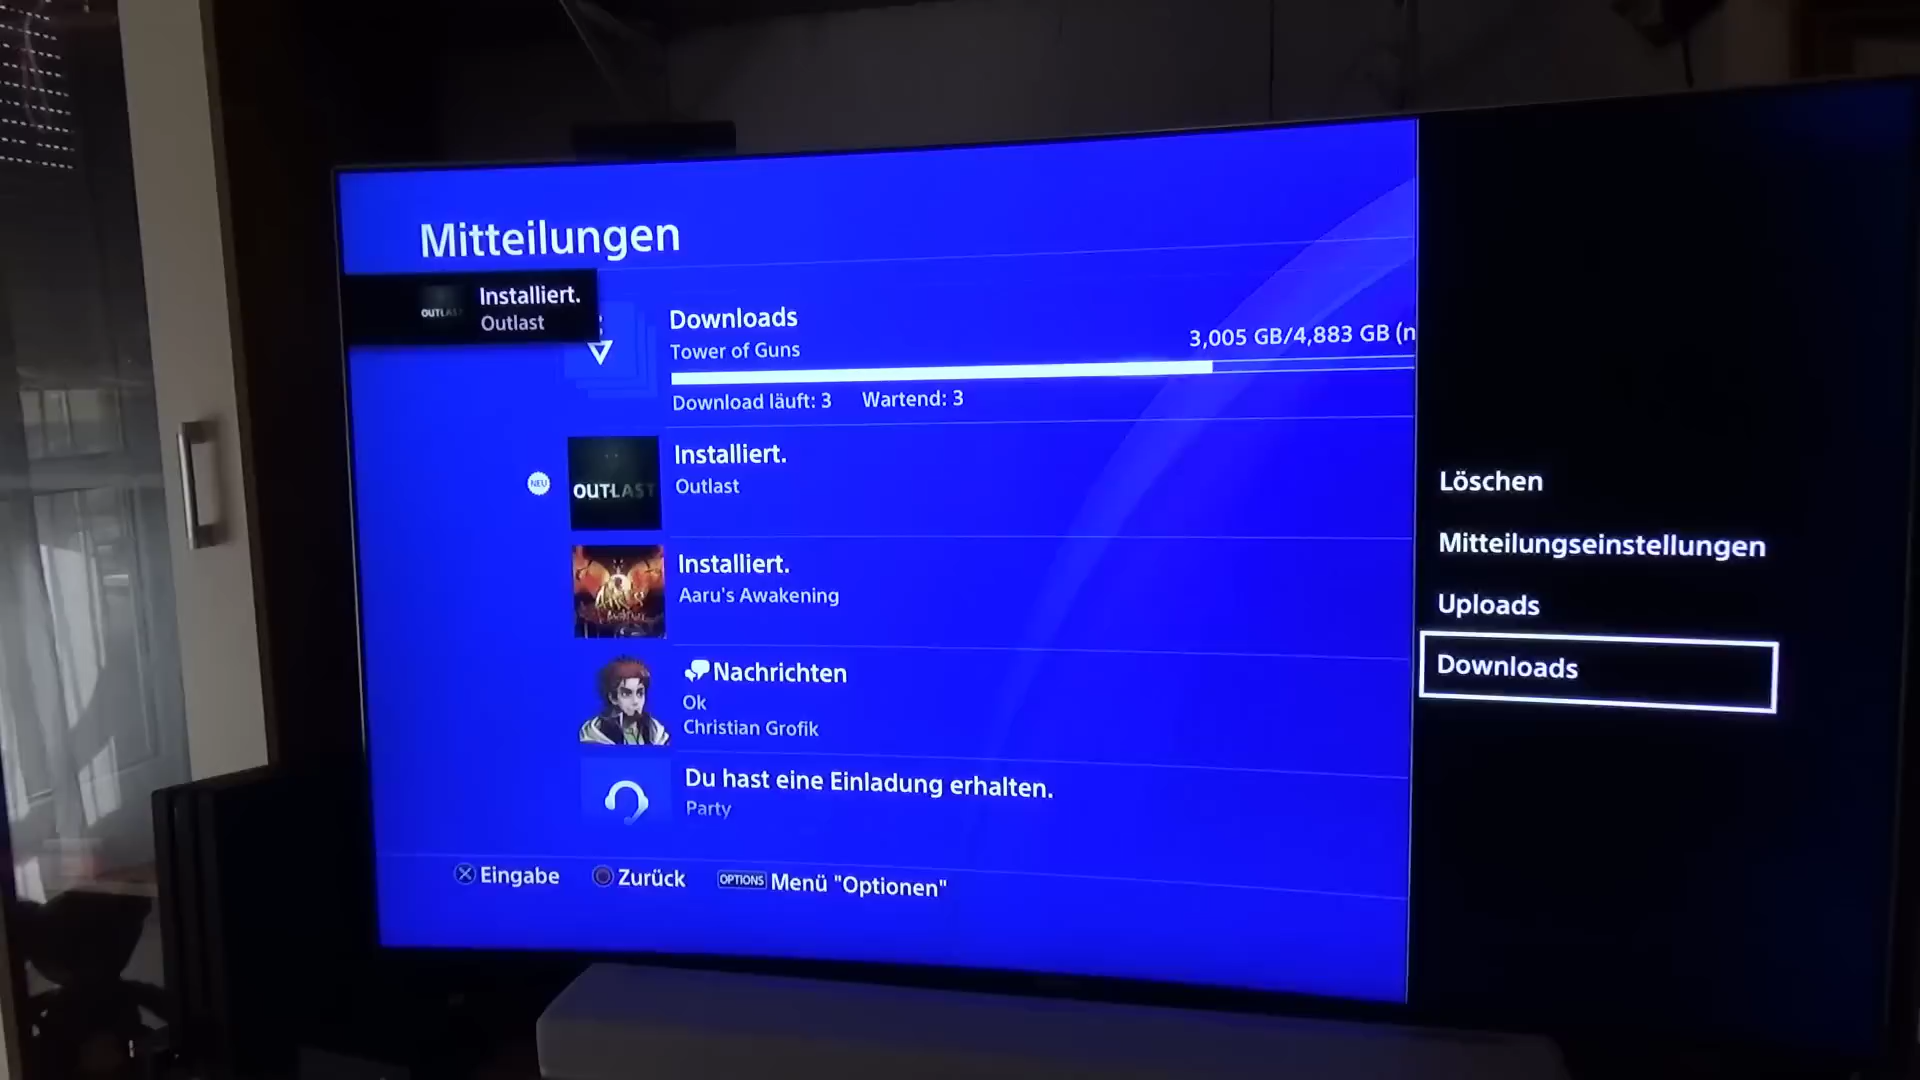 Mitteilungen
OUTLAST
Installiert.
Outlast
Downloads
Tower of Guns
3,005 GB/4,883 GB (n
Download läuft: 3 Wartend: 3
NEU
OUTLAST
Installiert.
Outlast
Installiert.
Aaru's Awakening
Nachrichten
Ok
Christian Grofik
Du hast eine Einladung erhalten.
Party
Eingabe Zurück OPTIONS Menü "Optionen"
Löschen
Mitteilungseinstellungen
Uploads
Downloads